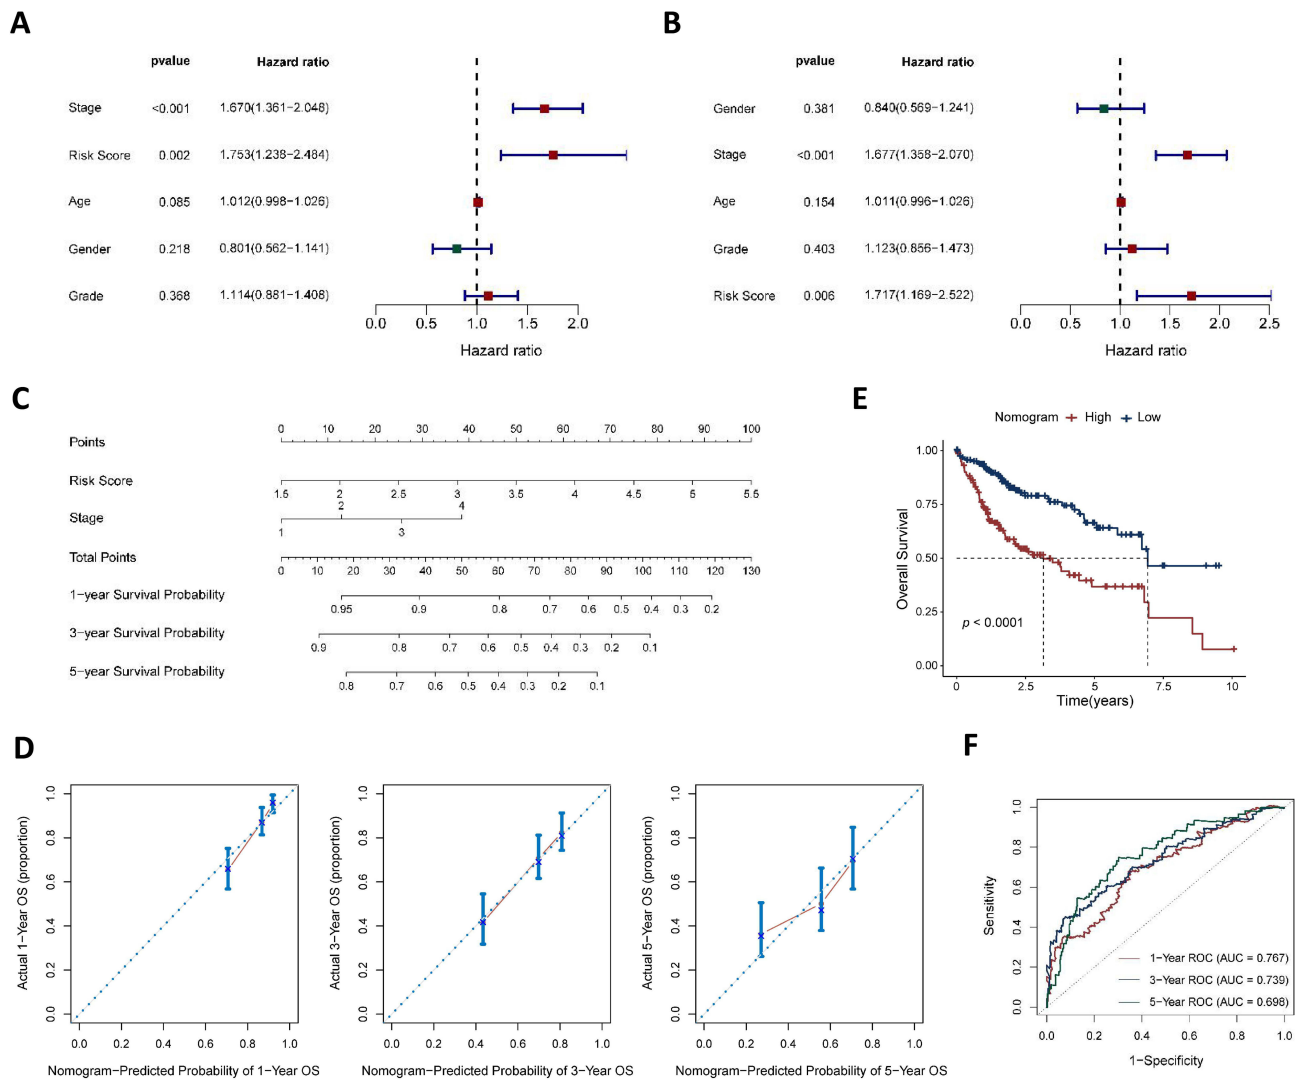 A
pvalue Hazard ratio
Stage <0.001 1.670(1.361−2.048)
Risk Score 0.002 1.753(1.238−2.484)
Age 0.085 1.012(0.998−1.026)
Gender 0.218 0.801(0.562−1.141)
Grade 0.368 1.114(0.881−1.408)
0.0 0.5 1.0 1.5 2.0
Hazard ratio
B
pvalue Hazard ratio
Gender 0.381 0.840(0.569−1.241)
Stage <0.001 1.677(1.358−2.070)
Age 0.154 1.011(0.996−1.026)
Grade 0.403 1.123(0.856−1.473)
Risk Score 0.006 1.717(1.169−2.522)
0.0 0.5 1.0 1.5 2.0 2.5
Hazard ratio
C
Points 0 10 20 30 40 50 60 70 80 90 100
Risk Score 1.5 2 2.5 3 3.5 4 4.5 5 5.5
Stage 1 2 3 4
Total Points 0 10 20 30 40 50 60 70 80 90 100 110 120 130
1−year Survival Probability 0.95 0.9 0.8 0.7 0.6 0.5 0.4 0.3 0.2
3−year Survival Probability 0.9 0.8 0.7 0.6 0.5 0.4 0.3 0.2 0.1
5−year Survival Probability 0.8 0.7 0.6 0.5 0.4 0.3 0.2 0.1
E
Nomogram High Low
Overall Survival
1.00
0.75
0.50
0.25
0.00
p < 0.0001
0 2.5 5 7.5 10
Time(years)
D
Actual 1−Year OS (proportion)
0.0 0.2 0.4 0.6 0.8 1.0
0.0 0.2 0.4 0.6 0.8 1.0
Nomogram−Predicted Probability of 1−Year OS
Actual 3−Year OS (proportion)
0.0 0.2 0.4 0.6 0.8 1.0
0.0 0.2 0.4 0.6 0.8 1.0
Nomogram−Predicted Probability of 3−Year OS
Actual 5−Year OS (proportion)
0.0 0.2 0.4 0.6 0.8 1.0
0.0 0.2 0.4 0.6 0.8 1.0
Nomogram−Predicted Probability of 5−Year OS
F
Sensitivity
0.0 0.2 0.4 0.6 0.8 1.0
1−Year ROC (AUC = 0.767)
3−Year ROC (AUC = 0.739)
5−Year ROC (AUC = 0.698)
0.0 0.2 0.4 0.6 0.8 1.0
1−Specificity